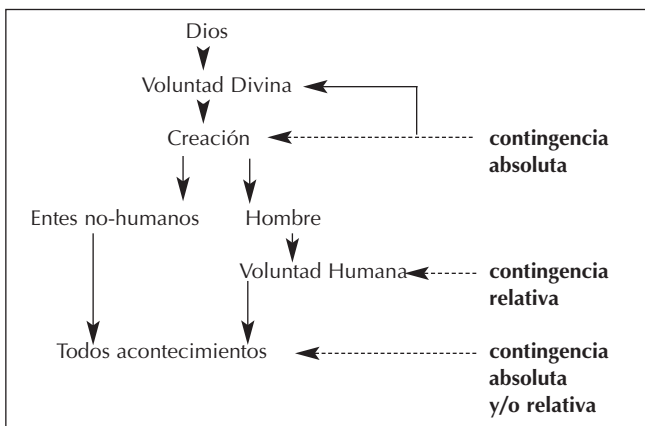 Dios
Voluntad Divina
Creación
contingencia
absoluta
Entes no-humanos
Hombre
Voluntad Humana
contingencia
relativa
Todos acontecimientos
contingencia
absoluta
y/o relativa